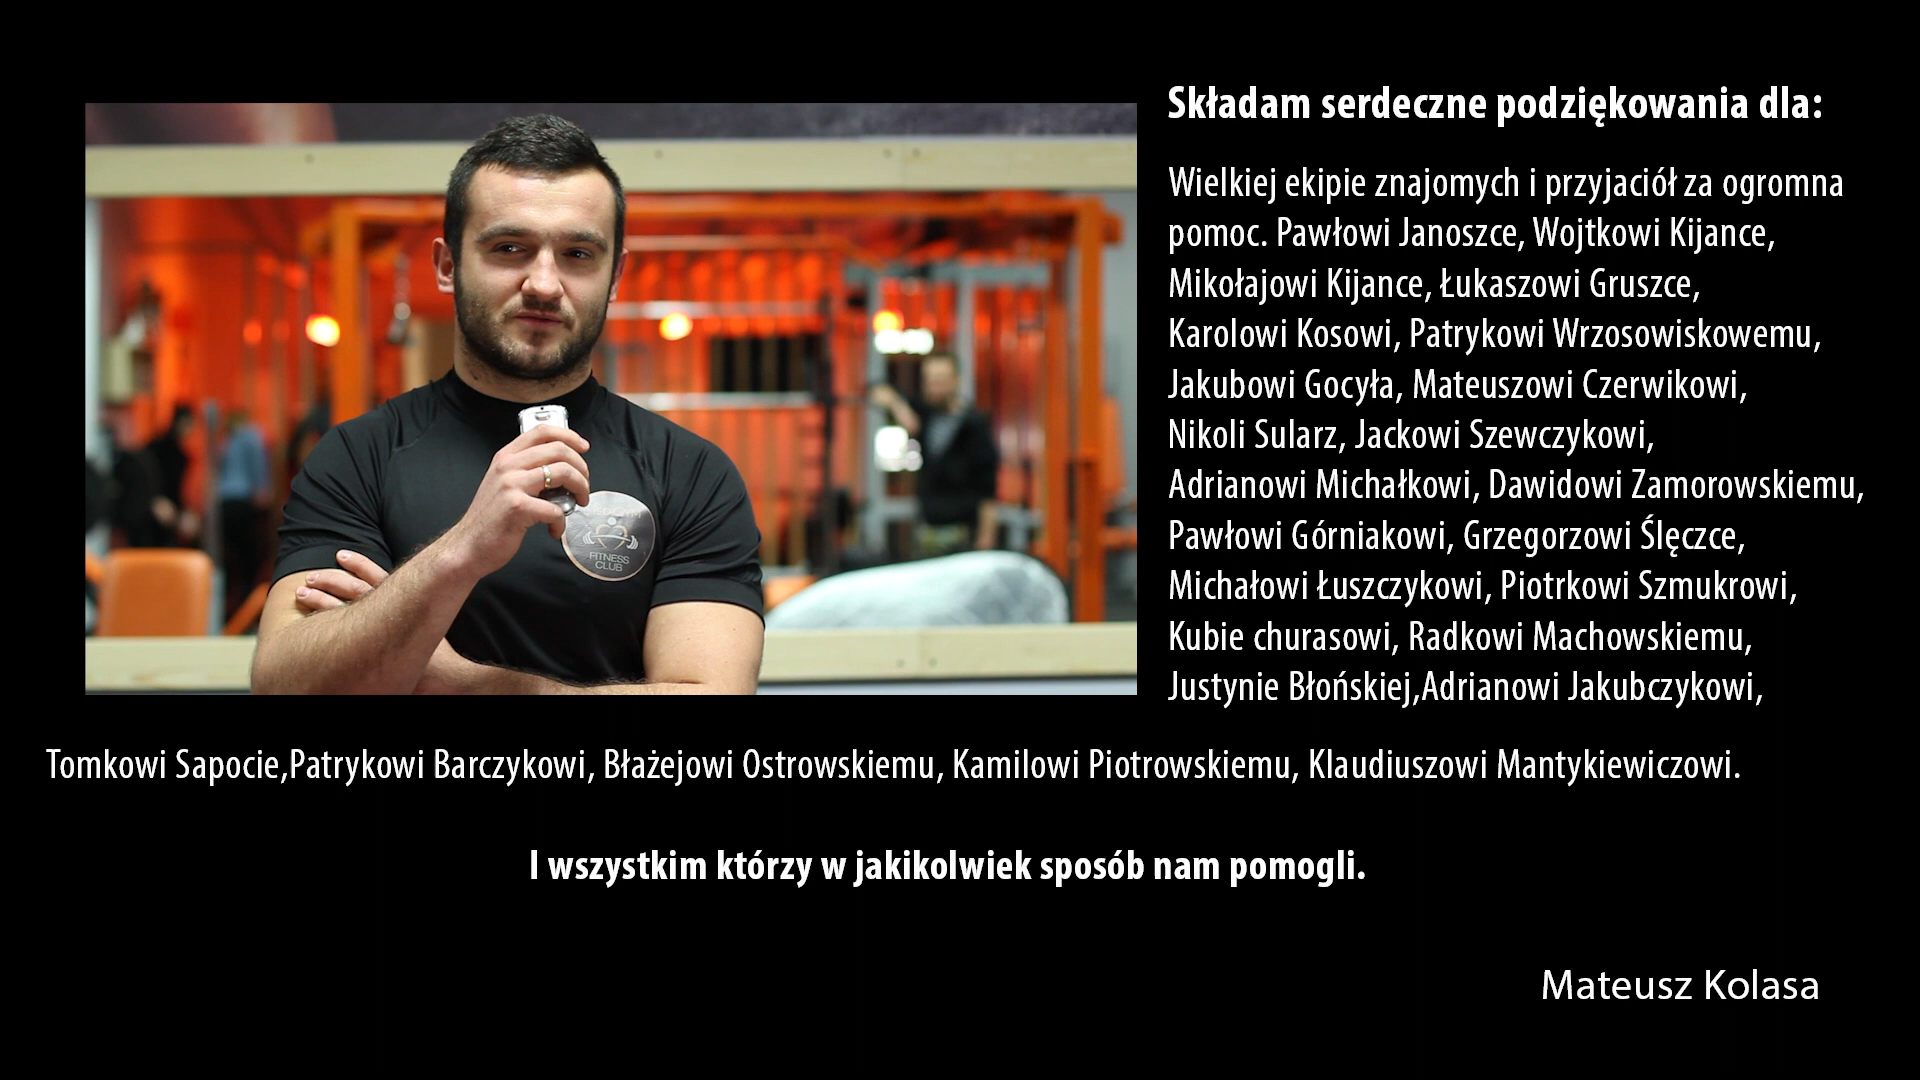 Składam serdeczne podziękowania dla:
Wielkiej ekipie znajomych i przyjaciół za ogromna
pomoc. Pawłowi Janoszce, Wojtkowi Kijance,
Mikołajowi Kijance, Łukaszowi Gruszce,
Karolowi Kosowi, Patrykowi Wrzosowiskowemu,
Jakubowi Gocyła, Mateuszowi Czerwikowi,
Nikoli Sularz, Jackowi Szewczykowi,
Adrianowi Michałkowi, Dawidowi Zamorowskiemu,
Pawłowi Górniakowi, Grzegorzowi Ślęczce,
Michałowi Łuszczykowi, Piotrkowi Szmukrowi,
Kubie churasowi, Radkowi Machowskiemu,
Justynie Błońskiej,Adrianowi Jakubczykowi,
Tomkowi Sapocie,Patrykowi Barczykowi, Błażejowi Ostrowskiemu, Kamilowi Piotrowskiemu, Klaudiuszowi Mantykiewiczowi.
I wszystkim którzy w jakikolwiek sposób nam pomogli.
Mateusz Kolasa
FITNESS
CLUB